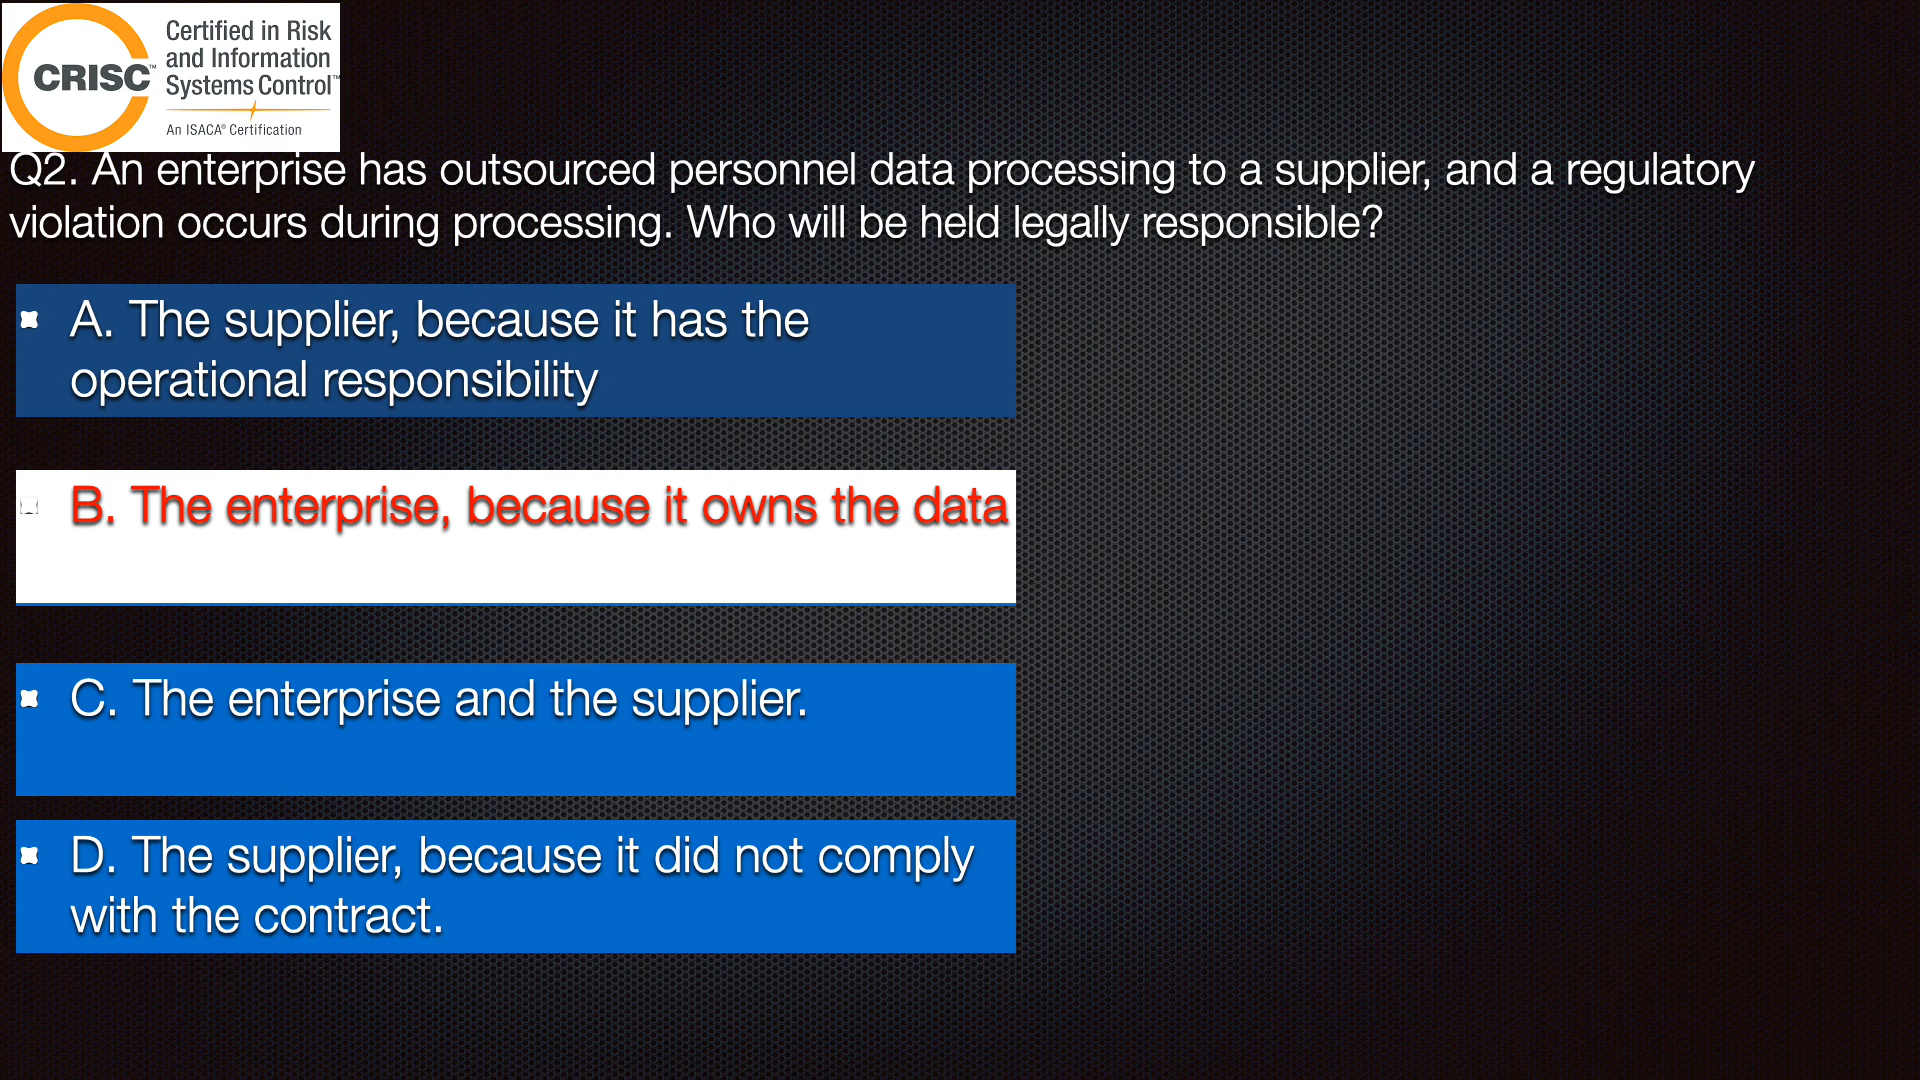 CRISC™
Certified in Risk
and Information
Systems Control™
An ISACA® Certification
Q2. An enterprise has outsourced personnel data processing to a supplier, and a regulatory
violation occurs during processing. Who will be held legally responsible?
A. The supplier, because it has the
operational responsibility
B. The enterprise, because it owns the data
C. The enterprise and the supplier.
D. The supplier, because it did not comply
with the contract.